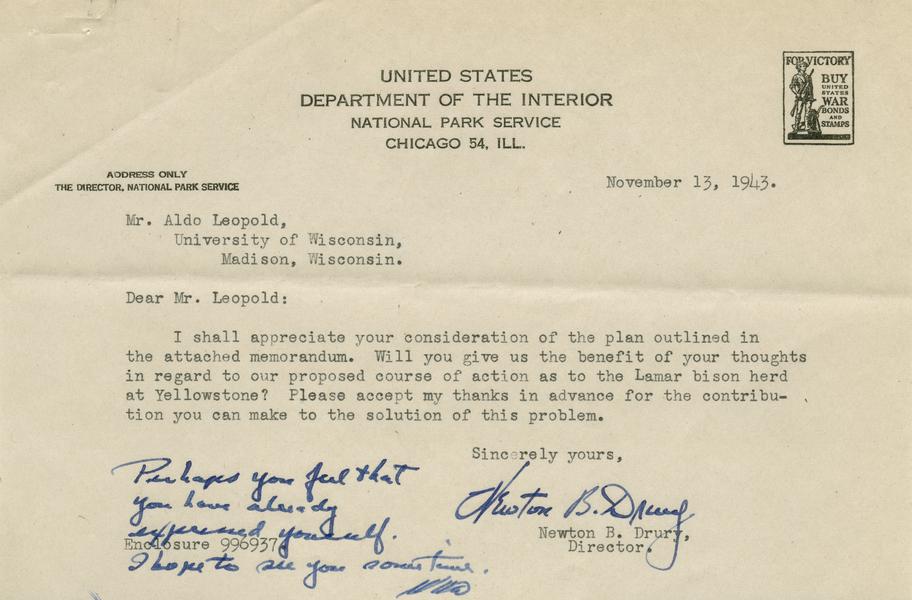 UNITED STATES
DEPARTMENT OF THE INTERIOR
NATIONAL PARK SERVICE
CHICAGO 54, ILL.
FOR VICTORY
BUY
UNITED
STATES
WAR
BONDS
AND
STAMPS
ADDRESS ONLY
THE DIRECTOR, NATIONAL PARK SERVICE
November 13, 1943.
Mr. Aldo Leopold,
University of Wisconsin,
Madison, Wisconsin.
Dear Mr. Leopold:
I shall appreciate your consideration of the plan outlined in
the attached memorandum. Will you give us the benefit of your thoughts
in regard to our proposed course of action as to the Lamar bison herd
at Yellowstone? Please accept my thanks in advance for the contribu-
tion you can make to the solution of this problem.
Sincerely yours,
Newton B. Drury
Newton B. Drury,
Director.
Perhaps you feel that
you have already
expressed yourself.
Enclosure 996937
I hope to see you sometime.